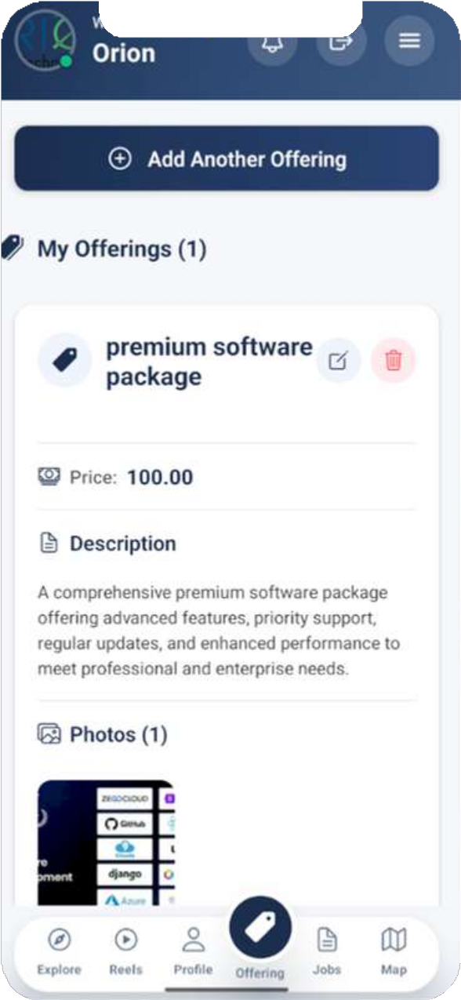 Orion
Add Another Offering
My Offerings (1)
premium software
package
Price: 100.00
Description
A comprehensive premium software package
offering advanced features, priority support,
regular updates, and enhanced performance to
meet professional and enterprise needs.
Photos (1)
ZEGOCLOUD
GitHub
django
Azure
Explore
Reels
Profile
Offering
Jobs
Map